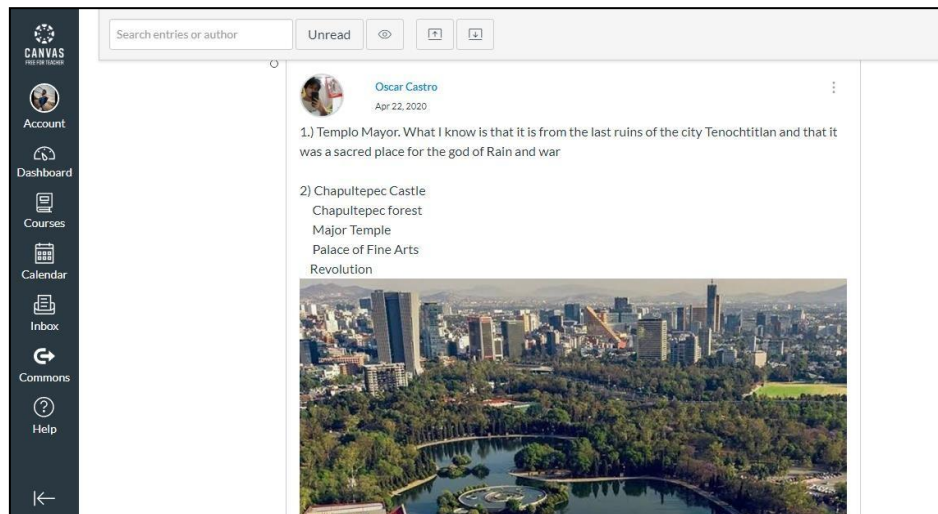 CANVAS
FREE FOR TEACHER
Account
Dashboard
Courses
Calendar
Inbox
Commons
Help
Search entries or author
Unread
Oscar Castro
Apr 22, 2020
1.) Templo Mayor. What I know is that it is from the last ruins of the city Tenochtitlan and that it
was a sacred place for the god of Rain and war
2) Chapultepec Castle
Chapultepec forest
Major Temple
Palace of Fine Arts
Revolution